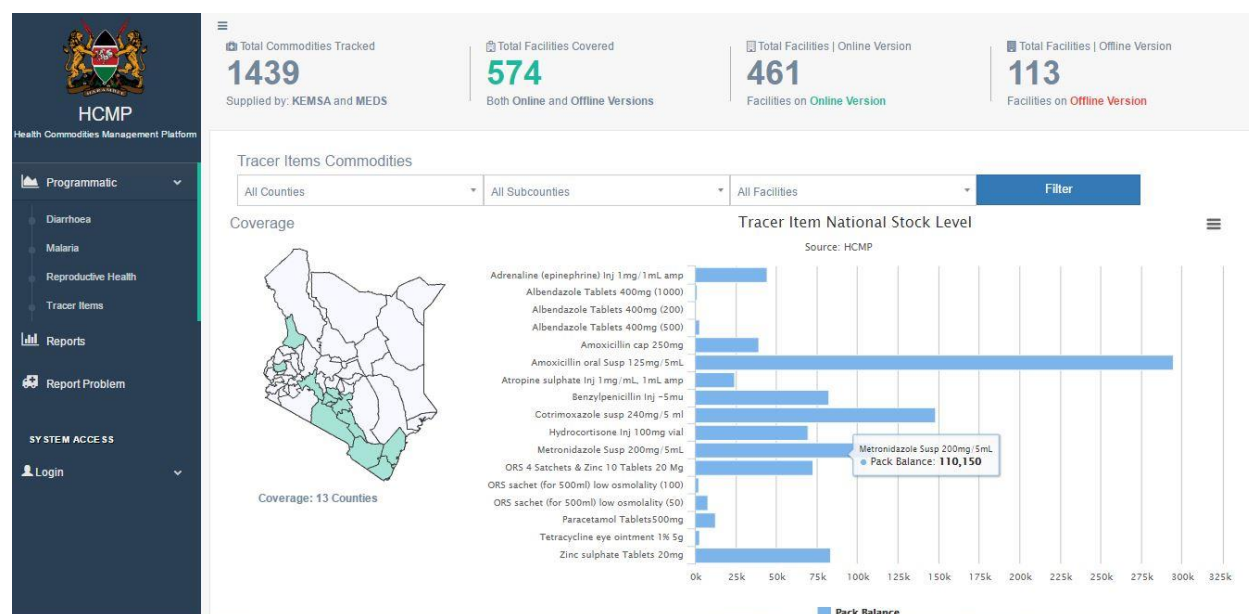 HARAMBEE
HCMP
Health Commodities Management Platform
Programmatic
Diarrhoea
Malaria
Reproductive Health
Tracer Items
Reports
Report Problem
SYSTEM ACCESS
Login
Total Commodities Tracked
1439
Supplied by: KEMSA and MEDS
Total Facilities Covered
574
Both Online and Offline Versions
Total Facilities | Online Version
461
Facilities on Online Version
Total Facilities | Offline Version
113
Facilities on Offline Version
Tracer Items Commodities
All Counties
All Subcounties
All Facilities
Filter
Coverage
Coverage: 13 Counties
Tracer Item National Stock Level
Source: HCMP
Adrenaline (epinephrine) Inj 1mg/1mL amp
Albendazole Tablets 400mg (1000)
Albendazole Tablets 400mg (200)
Albendazole Tablets 400mg (500)
Amoxicillin cap 250mg
Amoxicillin oral Susp 125mg/5mL
Atropine sulphate Inj 1mg/mL, 1mL amp
Benzylpenicillin Inj -5mu
Cotrimoxazole susp 240mg/5 ml
Hydrocortisone Inj 100mg vial
Metronidazole Susp 200mg/5mL
ORS 4 Satchets & Zinc 10 Tablets 20 Mg
ORS sachet (for 500ml) low osmolality (100)
ORS sachet (for 500ml) low osmolality (50)
Paracetamol Tablets500mg
Tetracycline eye ointment 1% 5g
Zinc sulphate Tablets 20mg
Metronidazole Susp 200mg/5mL
Pack Balance: 110,150
0k 25k 50k 75k 100k 125k 150k 175k 200k 225k 250k 275k 300k 325k
Pack Balance